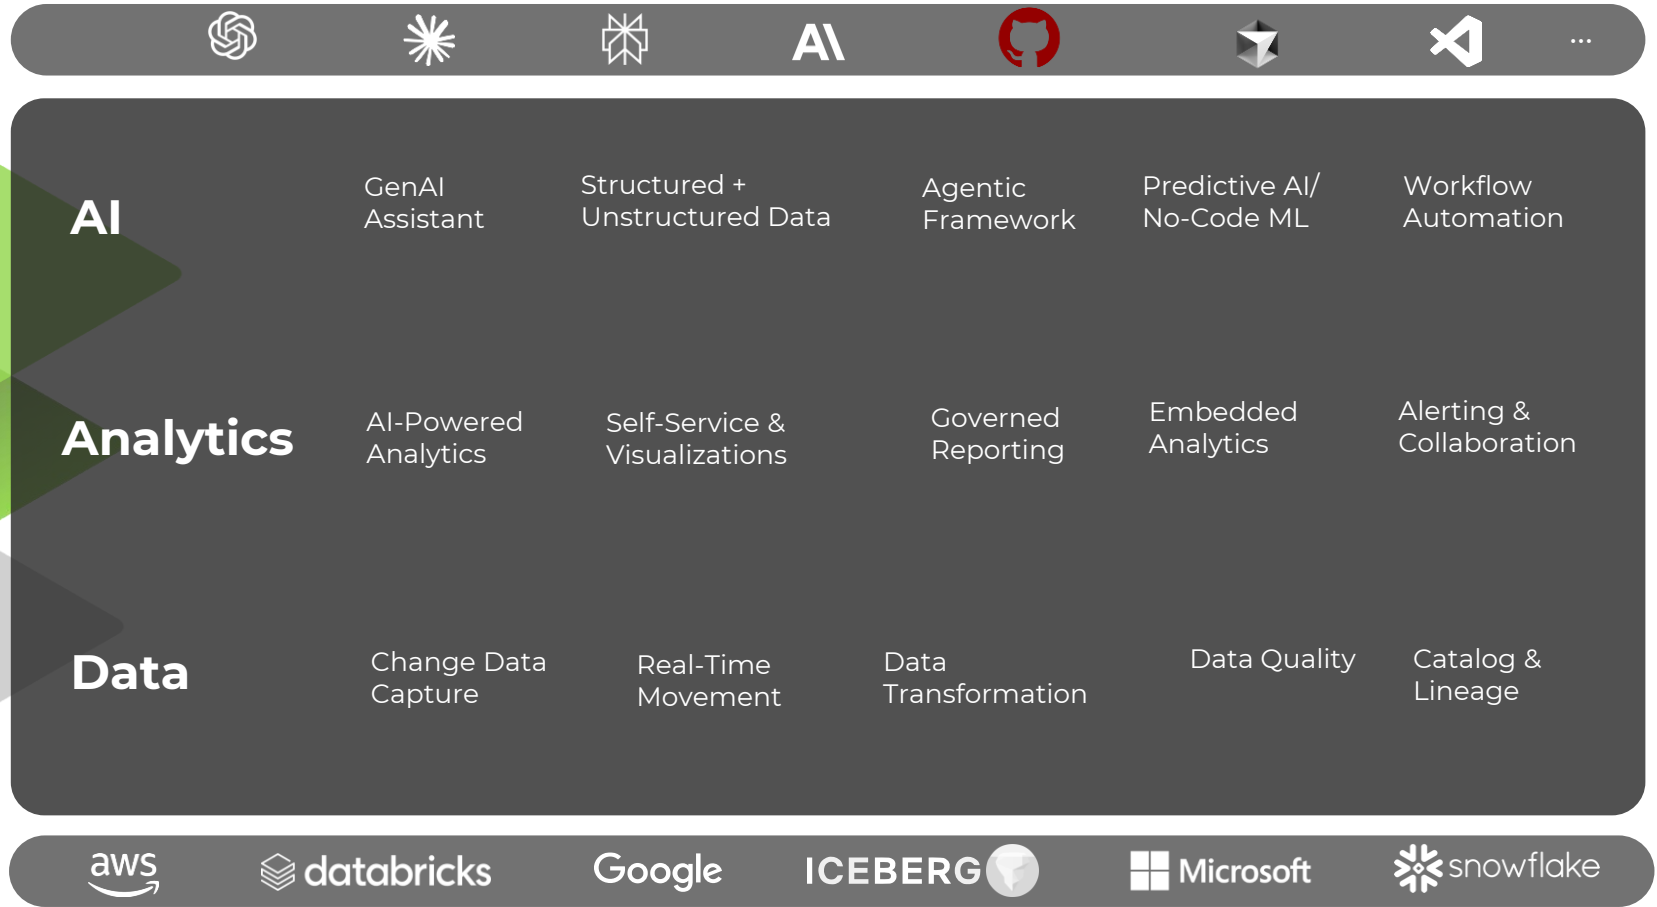 ...
AI
GenAI
Assistant
Structured +
Unstructured Data
Agentic
Framework
Predictive AI/
No-Code ML
Workflow
Automation
Analytics
AI-Powered
Analytics
Self-Service &
Visualizations
Governed
Reporting
Embedded
Analytics
Alerting &
Collaboration
Data
Change Data
Capture
Real-Time
Movement
Data
Transformation
Data Quality
Catalog &
Lineage
aws
databricks
Google
ICEBERG
Microsoft
snowflake